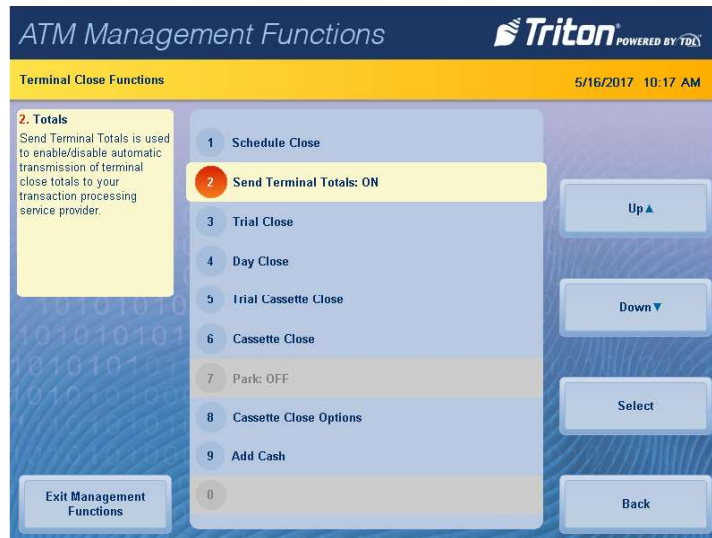 ATM Management Functions
Triton POWERED BY TDL
Terminal Close Functions
5/16/2017 10:17 AM
2. Totals
Send Terminal Totals is used
to enable/disable automatic
transmission of terminal
close totals to your
transaction processing
service provider.
1 Schedule Close
2 Send Terminal Totals: ON
3 Trial Close
4 Day Close
5 Trial Cassette Close
6 Cassette Close
7 Park: OFF
8 Cassette Close Options
9 Add Cash
0
Up▲
Down▼
Select
Back
Exit Management
Functions